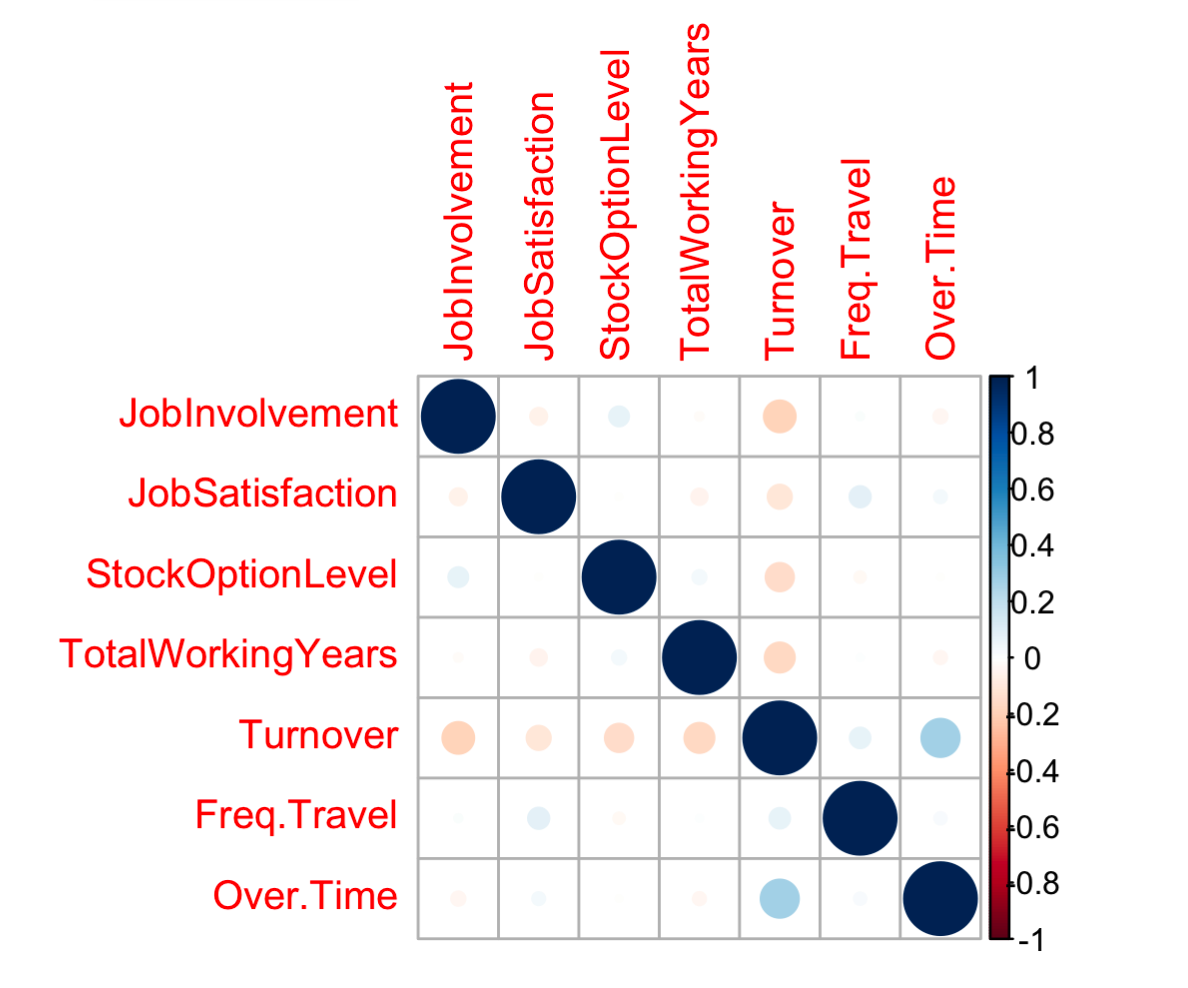 JobInvolvement
JobSatisfaction
StockOptionLevel
TotalWorkingYears
Turnover
Freq.Travel
Over.Time
JobInvolvement
JobSatisfaction
StockOptionLevel
TotalWorkingYears
Turnover
Freq.Travel
Over.Time
1
0.8
0.6
0.4
0.2
0
-0.2
-0.4
-0.6
-0.8
-1